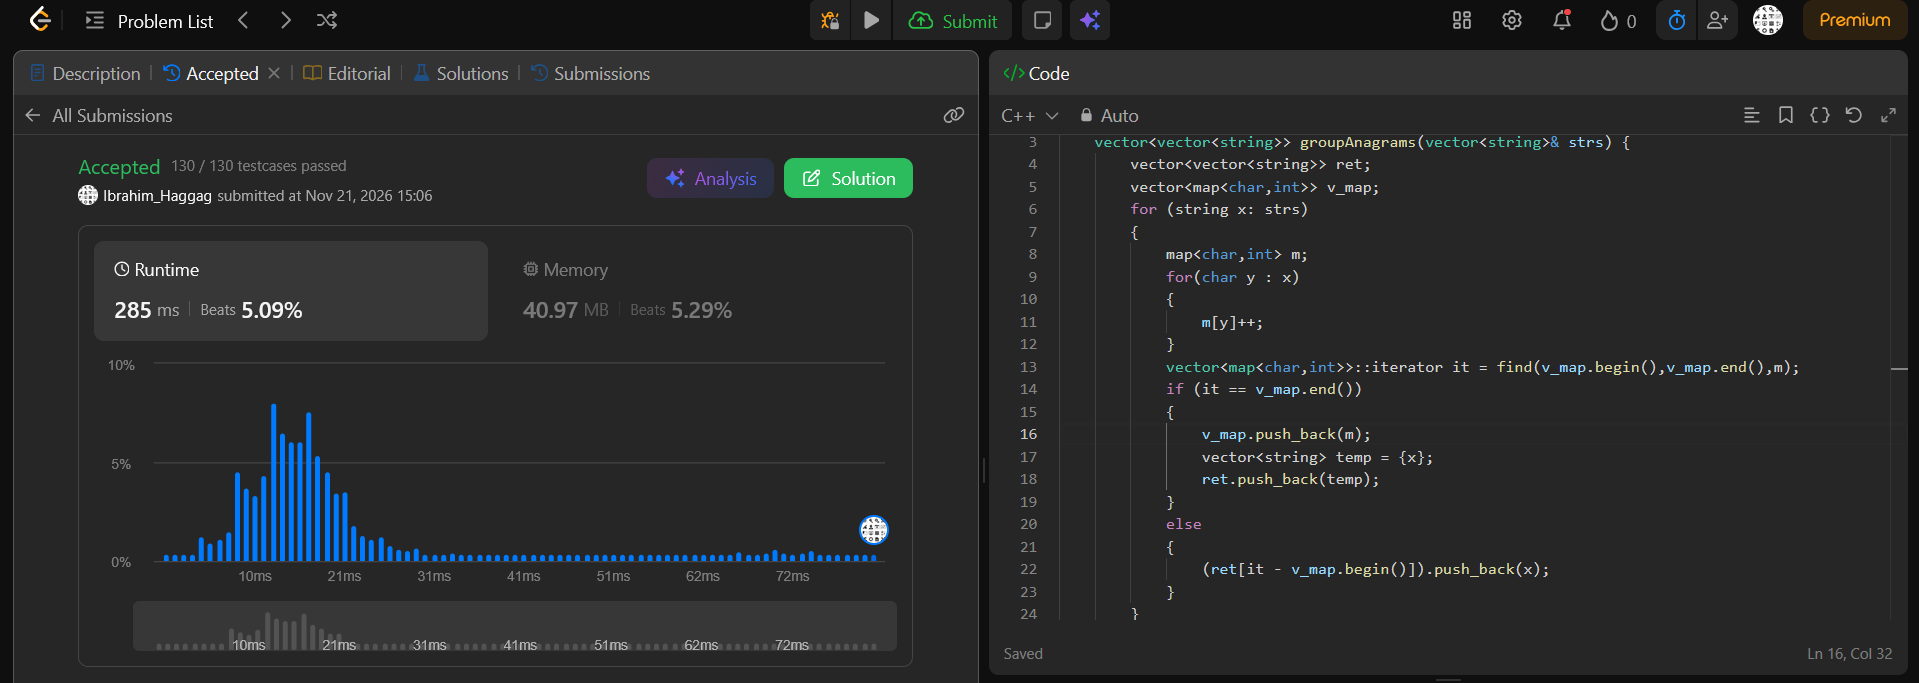 Problem List
Submit
0
Premium
Description
Accepted
Editorial
Solutions
Submissions
All Submissions
Accepted 130 / 130 testcases passed
Ibrahim_Haggag submitted at Nov 21, 2026 15:06
Analysis
Solution
Runtime
285 ms Beats 5.09%
Memory
40.97 MB Beats 5.29%
10%
5%
0%
10ms 21ms 31ms 41ms 51ms 62ms 72ms
10ms 21ms 31ms 41ms 51ms 62ms 72ms
</> Code
C++ Auto
3 vector<vector<string>> groupAnagrams(vector<string>& strs) {
4 vector<vector<string>> ret;
5 vector<map<char,int>> v_map;
6 for (string x: strs)
7 {
8 map<char,int> m;
9 for(char y : x)
10 {
11 m[y]++;
12 }
13 vector<map<char,int>>::iterator it = find(v_map.begin(),v_map.end(),m);
14 if (it == v_map.end())
15 {
16 v_map.push_back(m);
17 vector<string> temp = {x};
18 ret.push_back(temp);
19 }
20 else
21 {
22 (ret[it - v_map.begin()]).push_back(x);
23 }
24 }
Saved
Ln 16, Col 32